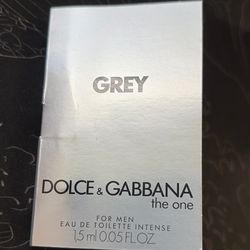 GREY
DOLCE & GABBANA
the one
FOR MEN
EAU DE TOILETTE INTENSE
1,5 ml 0.05 FL.OZ.